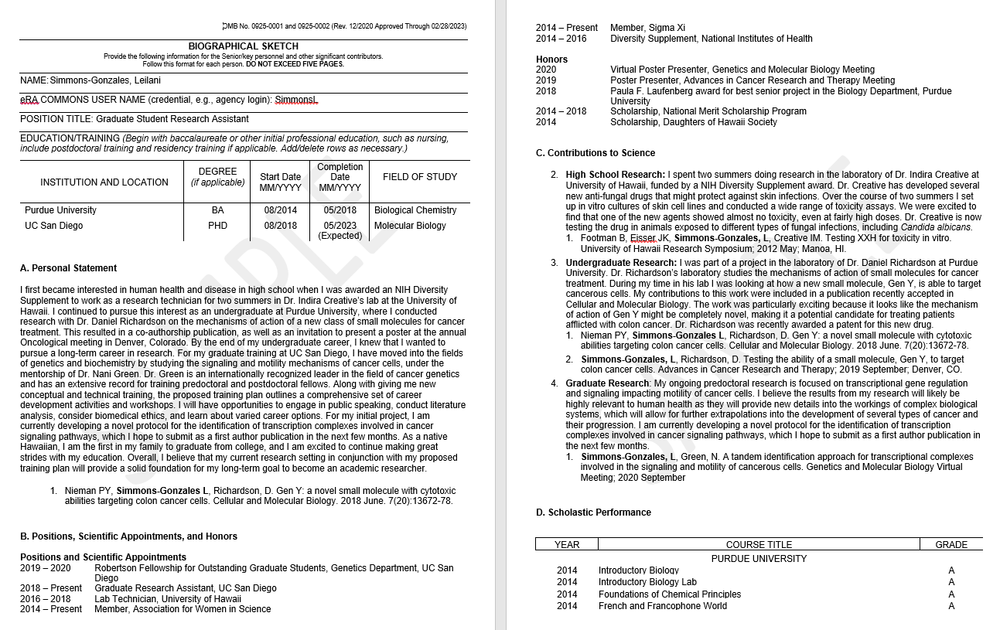 OMB No. 0925-0001 and 0925-0002 (Rev. 12/2020 Approved Through 02/28/2023)
BIOGRAPHICAL SKETCH
Provide the following information for the Senior/key personnel and other significant contributors.
Follow this format for each person. DO NOT EXCEED FIVE PAGES.
NAME: Simmons-Gonzales, Leilani
eRA COMMONS USER NAME (credential, e.g., agency login): SimmonsL
POSITION TITLE: Graduate Student Research Assistant
EDUCATION/TRAINING (Begin with baccalaureate or other initial professional education, such as nursing,
include postdoctoral training and residency training if applicable. Add/delete rows as necessary.)
INSTITUTION AND LOCATION
DEGREE
(if applicable)
Start Date
MM/YYYY
Completion
Date
MM/YYYY
FIELD OF STUDY
Purdue University BA 08/2014 05/2018 Biological Chemistry
UC San Diego PHD 08/2018 05/2023 Molecular Biology
(Expected)
A. Personal Statement
I first became interested in human health and disease in high school when I was awarded an NIH Diversity
Supplement to work as a research technician for two summers in Dr. Indira Creative's lab at the University of
Hawaii. I continued to pursue this interest as an undergraduate at Purdue University, where I conducted
research with Dr. Daniel Richardson on the mechanisms of action of a new class of small molecules for cancer
treatment. This resulted in a co-authorship publication, as well as an invitation to present a poster at the annual
Oncological meeting in Denver, Colorado. By the end of my undergraduate career, I knew that I wanted to
pursue a long-term career in research. For my graduate training at UC San Diego, I have moved into the fields
of genetics and biochemistry by studying the signaling and motility mechanisms of cancer cells, under the
mentorship of Dr. Nani Green. Dr. Green is an internationally recognized leader in the field of cancer genetics
and has an extensive record for training predoctoral and postdoctoral fellows. Along with giving me new
conceptual and technical training, the proposed training plan outlines a comprehensive set of career
development activities and workshops. I will have opportunities to engage in public speaking, conduct literature
analysis, consider biomedical ethics, and learn about varied career options. For my initial project, I am
currently developing a novel protocol for the identification of transcription complexes involved in cancer
signaling pathways, which I hope to submit as a first author publication in the next few months. As a native
Hawaiian, I am the first in my family to graduate from college, and I am excited to continue making great
strides with my education. Overall, I believe that my current research setting in conjunction with my proposed
training plan will provide a solid foundation for my long-term goal to become an academic researcher.
1. Nieman PY, Simmons-Gonzales L, Richardson, D. Gen Y: a novel small molecule with cytotoxic
abilities targeting colon cancer cells. Cellular and Molecular Biology. 2018 June. 7(20):13672-78.
B. Positions, Scientific Appointments, and Honors
Positions and Scientific Appointments
2019 – 2020 Robertson Fellowship for Outstanding Graduate Students, Genetics Department, UC San
Diego
2018 – Present Graduate Research Assistant, UC San Diego
2016 – 2018 Lab Technician, University of Hawaii
2014 – Present Member, Association for Women in Science
2014 – Present Member, Sigma Xi
2014 – 2016 Diversity Supplement, National Institutes of Health
Honors
2020 Virtual Poster Presenter, Genetics and Molecular Biology Meeting
2019 Poster Presenter, Advances in Cancer Research and Therapy Meeting
2018 Paula F. Laufenberg award for best senior project in the Biology Department, Purdue
University
2014 – 2018 Scholarship, National Merit Scholarship Program
2014 Scholarship, Daughters of Hawaii Society
C. Contributions to Science
2. High School Research: I spent two summers doing research in the laboratory of Dr. Indira Creative at
University of Hawaii, funded by a NIH Diversity Supplement award. Dr. Creative has developed several
new anti-fungal drugs that might protect against skin infections. Over the course of two summers I set
up in vitro cultures of skin cell lines and conducted a wide range of toxicity assays. We were excited to
find that one of the new agents showed almost no toxicity, even at fairly high doses. Dr. Creative is now
testing the drug in animals exposed to different types of fungal infections, including Candida albicans.
1. Footman B, Eisser JK, Simmons-Gonzales, L, Creative IM. Testing XXH for toxicity in vitro.
University of Hawaii Research Symposium; 2012 May; Manoa, HI.
3. Undergraduate Research: I was part of a project in the laboratory of Dr. Daniel Richardson at Purdue
University. Dr. Richardson's laboratory studies the mechanisms of action of small molecules for cancer
treatment. During my time in his lab I was looking at how a new small molecule, Gen Y, is able to target
cancerous cells. My contributions to this work were included in a publication recently accepted in
Cellular and Molecular Biology. The work was particularly exciting because it looks like the mechanism
of action of Gen Y might be completely novel, making it a potential candidate for treating patients
afflicted with colon cancer. Dr. Richardson was recently awarded a patent for this new drug.
1. Nieman PY, Simmons-Gonzales L, Richardson, D. Gen Y: a novel small molecule with cytotoxic
abilities targeting colon cancer cells. Cellular and Molecular Biology. 2018 June. 7(20):13672-78.
2. Simmons-Gonzales, L, Richardson, D. Testing the ability of a small molecule, Gen Y, to target
colon cancer cells. Advances in Cancer Research and Therapy; 2019 September; Denver, CO.
4. Graduate Research: My ongoing predoctoral research is focused on transcriptional gene regulation
and signaling impacting motility of cancer cells. I believe the results from my research will likely be
highly relevant to human health as they will provide new details into the workings of complex biological
systems, which will allow for further extrapolations into the development of several types of cancer and
their progression. I am currently developing a novel protocol for the identification of transcription
complexes involved in cancer signaling pathways, which I hope to submit as a first author publication in
the next few months.
1. Simmons-Gonzales, L, Green, N. A tandem identification approach for transcriptional complexes
involved in the signaling and motility of cancerous cells. Genetics and Molecular Biology Virtual
Meeting; 2020 September
D. Scholastic Performance
YEAR COURSE TITLE GRADE
PURDUE UNIVERSITY
2014 Introductory Biology A
2014 Introductory Biology Lab A
2014 Foundations of Chemical Principles A
2014 French and Francophone World A
SAMPLE
SAMPLE